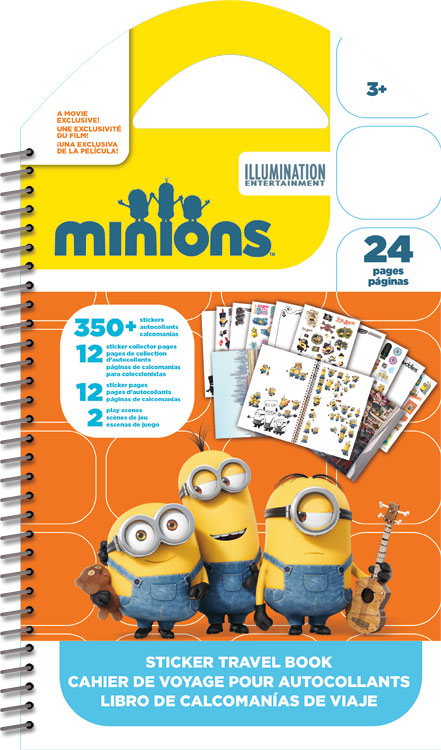 A MOVIE
EXCLUSIVE!
UNE EXCLUSIVITÉ
DU FILM!
¡UNA EXCLUSIVA
DE LA PELÍCULA!
3+
ILLUMINATION
ENTERTAINMENT
minions™
24
pages
páginas
350+ stickers
autocollants
calcomanías
12 sticker collector pages
pages de collection
d'autocollants
páginas de calcomanías
para coleccionistas
12 sticker pages
pages d'autocollants
páginas de calcomanías
2 play scenes
scènes de jeu
escenas de juego
STICKER TRAVEL BOOK
CAHIER DE VOYAGE POUR AUTOCOLLANTS
LIBRO DE CALCOMANÍAS DE VIAJE